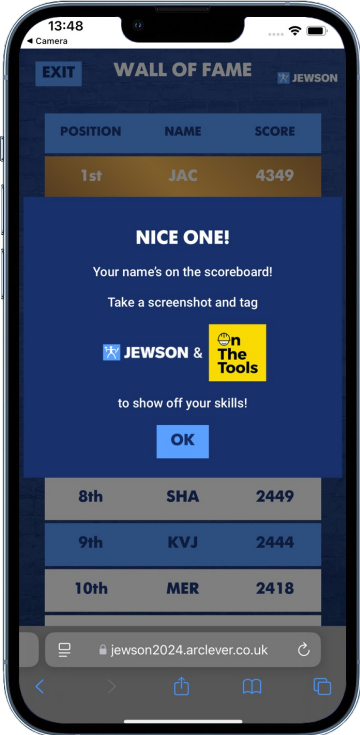 13:48
◀ Camera
EXIT
WALL OF FAME
JEWSON
POSITION NAME SCORE
1st JAC 4349
NICE ONE!
Your name's on the scoreboard!
Take a screenshot and tag
JEWSON & On The Tools
to show off your skills!
OK
8th SHA 2449
9th KVJ 2444
10th MER 2418
jewson2024.arclever.co.uk